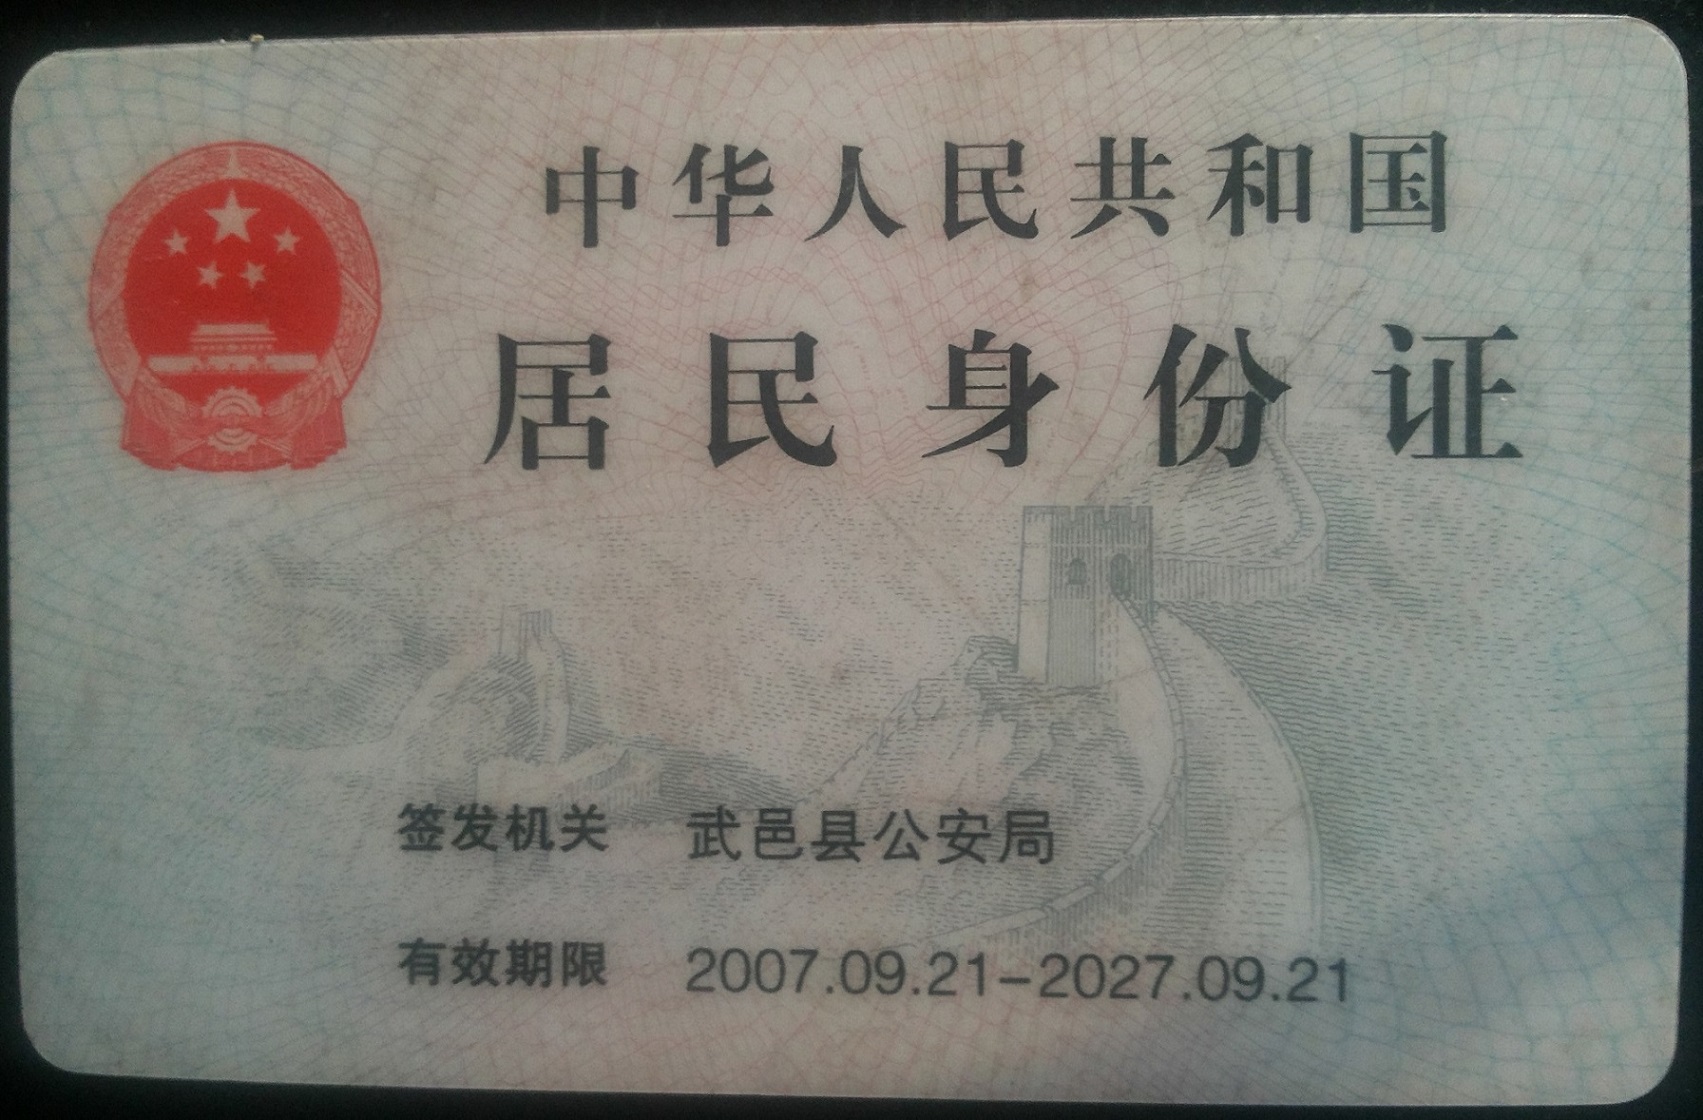 中华人民共和国
居民身份证
签发机关 武邑县公安局
有效期限 2007.09.21-2027.09.21